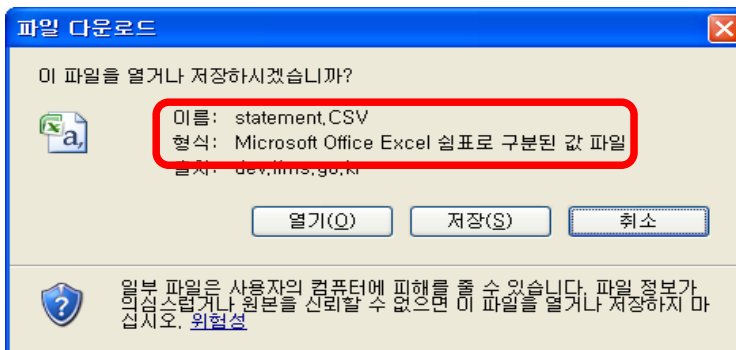 파일 다운로드
이 파일을 열거나 저장하시겠습니까?
이름: statement.CSV
형식: Microsoft Office Excel 쉼표로 구분된 값 파일
열기(O)
저장(S)
취소
일부 파일은 사용자의 컴퓨터에 피해를 줄 수 있습니다. 파일 정보가
의심스럽거나 원본을 신뢰할 수 없으면 이 파일을 열거나 저장하지 마
십시오. 위험성